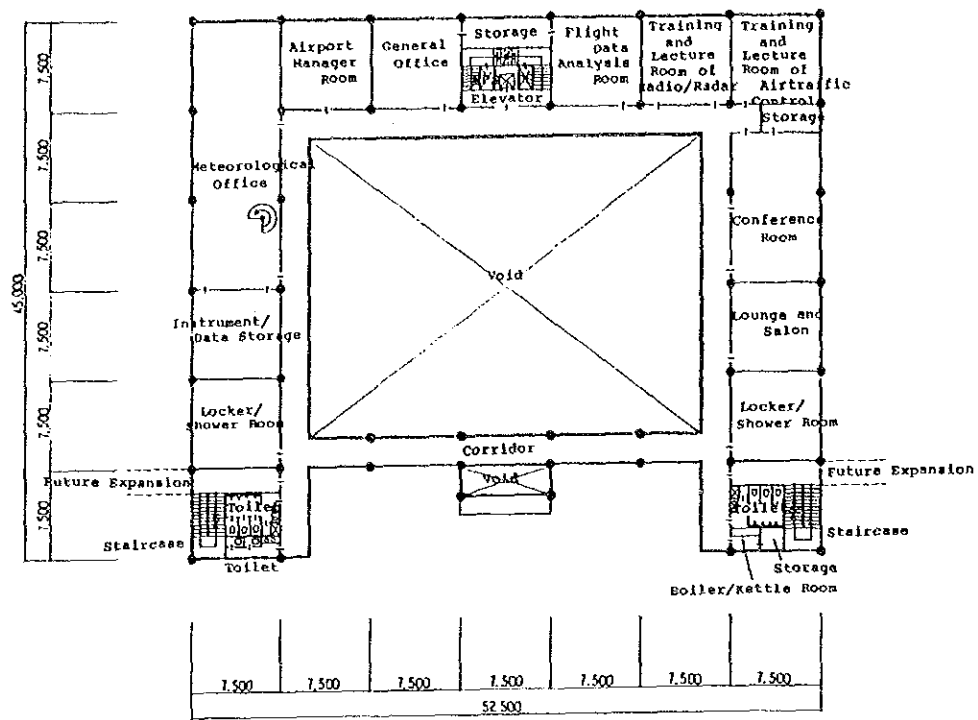 Airport
Manager
Room
General
Office
Storage
Elevator
Flight
Data
Analysis
Room
Training
and
Lecture
Room of
Radio/Radar
Training
and
Lecture
Room of
Airtraffic
Control
Storage
Meteorological
Office
Void
Conference
Room
Instrument/
Data Storage
Lounge and
Salon
Locker/
Shower Room
Locker/
Shower Room
Corridor
Void
Future Expansion
Future Expansion
Toilet
Toilet
Staircase
Staircase
Toilet
Storage
Boiler/Kettle Room
7,500
7,500
7,500
7,500
7,500
7,500
45,000
7,500
7,500
7,500
7,500
7,500
7,500
7,500
52,500